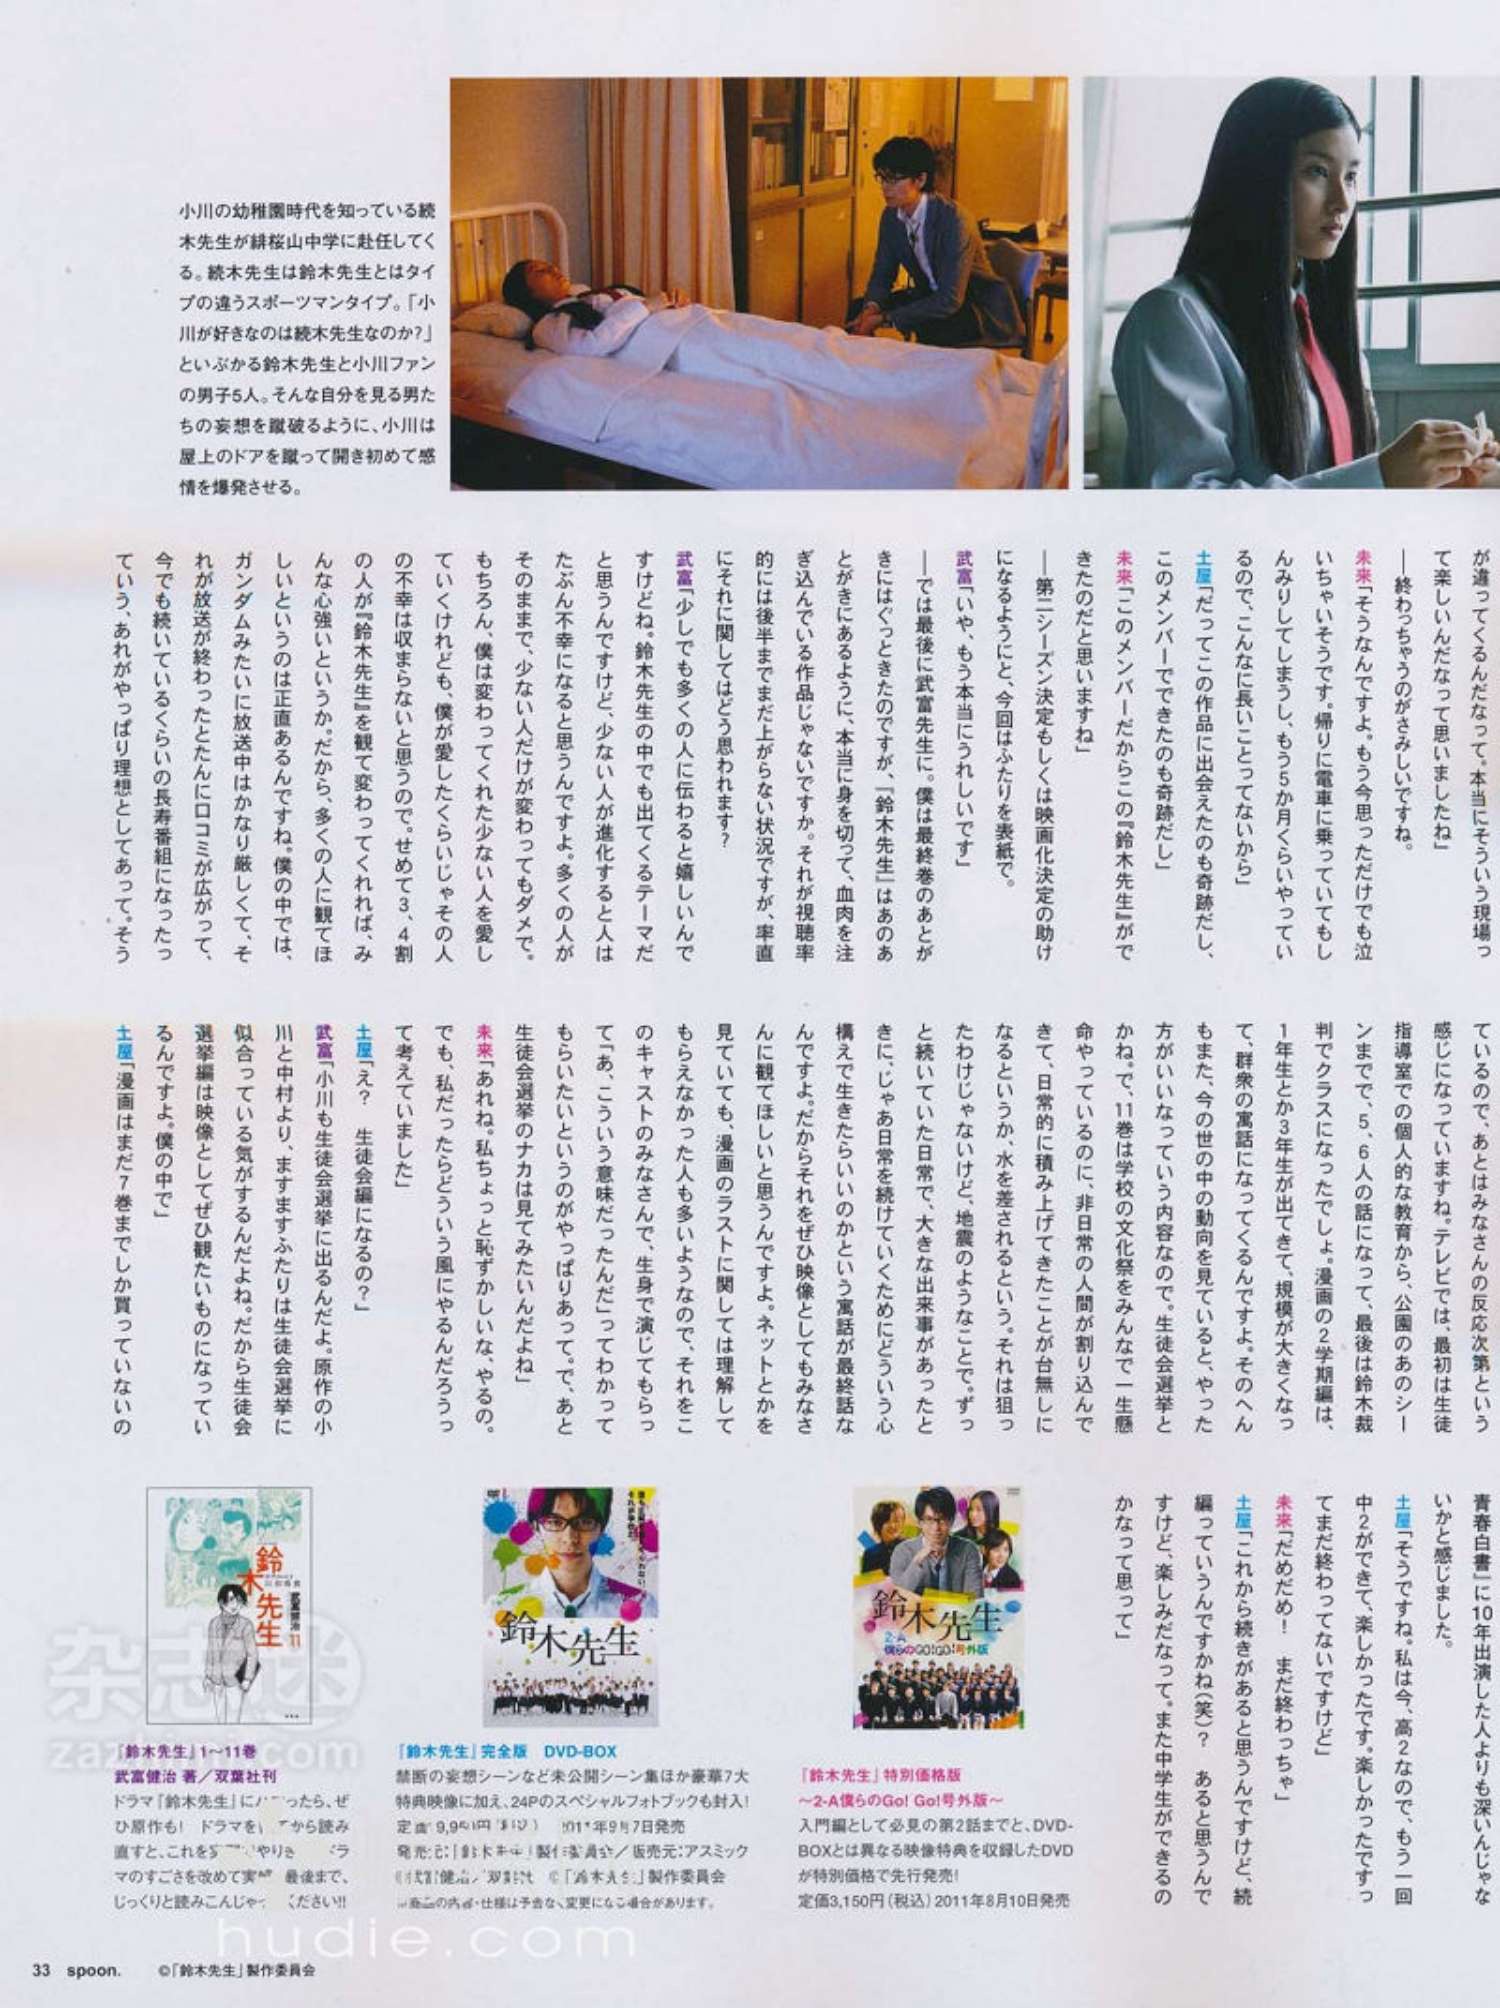 小川の幼稚園時代を知っている続
木先生が緋桜山中学に赴任してく
る。続木先生は鈴木先生とはタイ
プの違うスポーツマンタイプ。「小
川が好きなのは続木先生なのか?」
といぶかる鈴木先生と小川ファン
の男子5人。そんな自分を見る男た
ちの妄想を蹴破るように、小川は
屋上のドアを蹴って開き初めて感
情を爆発させる。
が違ってくるんだなって。本当にそういう現場っ
て楽しいんだなって思いましたね」
―終わっちゃうのがさみしいですね。
未来「そうなんですよ。もう今思っただけでも泣
いちゃいそうです。帰りに電車に乗っていてもし
んみりしてしまうし、もう5か月くらいやってい
るので、こんなに長いことってないから」
土屋「だってこの作品に出会えたのも奇跡だし、
このメンバーでできたのも奇跡だし」
未来「このメンバーだからこの『鈴木先生』がで
きたのだと思いますね」
―第二シーズン決定もしくは映画化決定の助け
になるようにと、今回はふたりを表紙で。
武富「いや、もう本当にうれしいです」
―では最後に武富先生に。僕は最終巻のあとが
きにはぐっときたのですが、『鈴木先生』はあのあ
とがきにあるように、本当に身を切って、血肉を注
ぎ込んでいる作品じゃないですか。それが視聴率
的には後半までまだ上がらない状況ですが、率直
にそれに関してはどう思われます?
武富「少しでも多くの人に伝わると嬉しいんで
すけどね。鈴木先生の中でも出てくるテーマだ
と思うんですけど、少ない人が進化すると人は
たぶん不幸になると思うんですよ。多くの人が
そのままで、少ない人だけが変わってもダメで。
もちろん、僕は変わってくれた少ない人を愛し
ていくけれども、僕が愛したくらいじゃその人
の不幸は収まらないと思うので。せめて3、4割
の人が『鈴木先生』を観て変わってくれれば、み
んな心強いというか。だから、多くの人に観てほ
しいというのは正直あるんですね。僕の中では、
ガンダムみたいに放送中はかなり厳しくて、そ
れが放送が終わったとたんに口コミが広がって、
今でも続いているくらいの長寿番組になったっ
ていう、あれがやっぱり理想としてあって。そう
ているので、あとはみなさんの反応次第という
感じになっていますね。テレビでは、最初は生徒
指導室での個人的な教育から、公園のあのシー
ンまでで、5、6人の話になって、最後は鈴木裁
判でクラスになったでしょ。漫画の2学期編は、
1年生とか3年生が出てきて、規模が大きくなっ
て、群衆の寓話になってくるんですよ。そのへん
もまた、今の世の中の動向を見ていると、やった
方がいいなっていう内容なので。生徒会選挙と
かね。で、11巻は学校の文化祭をみんなで一生懸
命やっているのに、非日常の人間が割り込んで
きて、日常的に積み上げてきたことが台無しに
なるというか、水を差されるという。それは狙っ
たわけじゃないけど、地震のようなことで。ずっ
と続いていた日常で、大きな出来事があったと
きに、じゃあ日常を続けていくためにどういう心
構えで生きたらいいのかという寓話が最終話な
んですよ。だからそれをぜひ映像としてもみなさ
んに観てほしいと思うんですよ。ネットとかを
見ていても、漫画のラストに関しては理解して
もらえなかった人も多いようなので、それをこ
のキャストのみなさんで、生身で演じてもらっ
て「あ、こういう意味だったんだ」ってわかって
もらいたいというのがやっぱりあって。で、あと
生徒会選挙のナカは見てみたいんだよね」
未来「あれね。私ちょっと恥ずかしいな、やるの。
でも、私だったらどういう風にやるんだろうっ
て考えていました」
土屋「え? 生徒会編になるの?」
武富「小川も生徒会選挙に出るんだよ。原作の小
川と中村より、ますますふたりは生徒会選挙に
似合っている気がするんだよね。だから生徒会
選挙編は映像としてぜひ観たいものになってい
るんですよ。僕の中で」
土屋「漫画はまだ7巻までしか買っていないの
青春白書』に10年出演した人よりも深いんじゃな
いかと感じました。
土屋「そうですね。私は今、高2なので、もう一回
中2ができて、楽しかったです。楽しかったですっ
てまだ終わってないですけど」
未来「だめだめ! まだ終わっちゃ」
土屋「これから続きがあると思うんですけど、続
編っていうんですかね(笑)? あると思うんで
すけど、楽しみだなって。また中学生ができるの
かなって思って」
鈴木先生
武富健治
11
鈴木先生
鈴木先生
2-A
僕らのGO!GO!号外版
『鈴木先生』1〜11巻
武富健治 著/双葉社刊
ドラマ『鈴木先生』に ったら、ぜ
ひ原作も! ドラマを から読み
直すと、これを やり ラ
マのすごさを改めて実 最後まで、
じっくりと読みこんじゃ ください!!
『鈴木先生』完全版 DVD-BOX
禁断の妄想シーンなど未公開シーン集ほか豪華7大
特典映像に加え、24Pのスペシャルフォトブックも封入!
定価 2011年9月7日発売
発売元:「鈴木先生」製作委員会/販売元:アスミック
©武富健治/双葉社 ©「鈴木先生」製作委員会
※商品の内容・仕様は予告なく変更になる場合があります。
『鈴木先生』特別価格版
〜2-A僕らのGo! Go!号外版〜
入門編として必見の第2話までと、DVD-
BOXとは異なる映像特典を収録したDVD
が特別価格で先行発売!
定価3,150円(税込)2011年8月10日発売
杂志迷
hudie.com
33 spoon. ©「鈴木先生」製作委員会